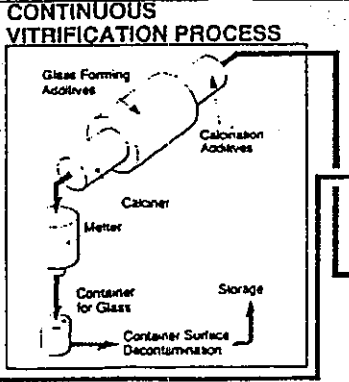 CONTINUOUS
VITRIFICATION PROCESS
Glass Forming
Additives
Calcination
Additives
Calciner
Melter
Container
for Glass
Storage
Container Surface
Decontamination